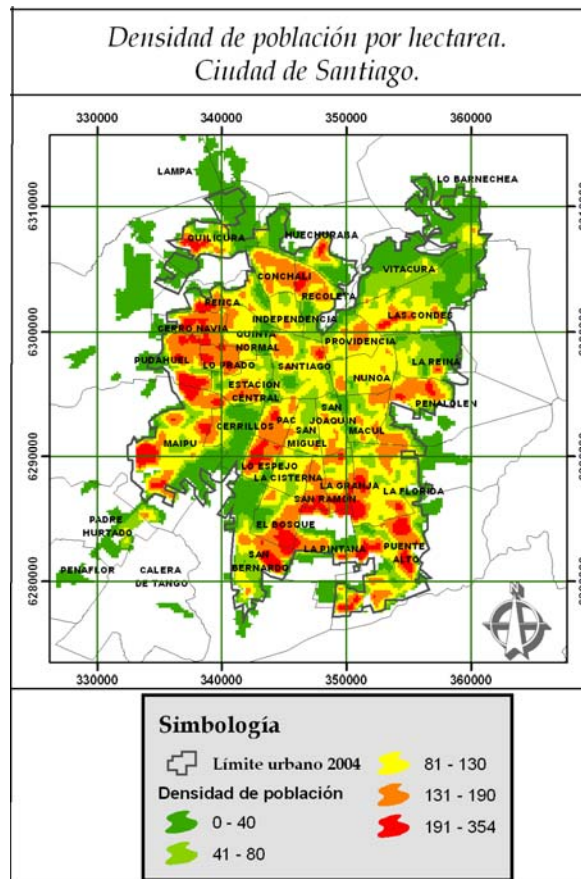 Densidad de población por hectarea.
Ciudad de Santiago.
330000 340000 350000 360000
LAMPA
LO BARNECHEA
6310000
QUILICURA
HUECHURABA
VITACURA
CONCHALI
RECOLETA
RENCA
LAS CONDES
INDEPENDENCIA
CERRO NAVIA
6300000
QUINTA
NORMAL
PROVIDENCIA
PUDAHUEL
LO PRADO
SANTIAGO
LA REINA
ESTACION
CENTRAL
NUNOA
PENALOLEN
SAN
JOAQUIN
CERRILLOS
PAC
SAN
MIGUEL
MACUL
MAIPU
6290000
LO ESPEJO
LA CISTERNA
LA GRANJA
SAN RAMON
LA FLORIDA
PADRE
HURTADO
EL BOSQUE
SAN
BERNARDO
LA PINTANA
PUENTE
ALTO
PEÑAFLOR
CALERA
DE TANGO
6280000
330000 340000 350000 360000
Simbología
Límite urbano 2004
Densidad de población
0 - 40
41 - 80
81 - 130
131 - 190
191 - 354